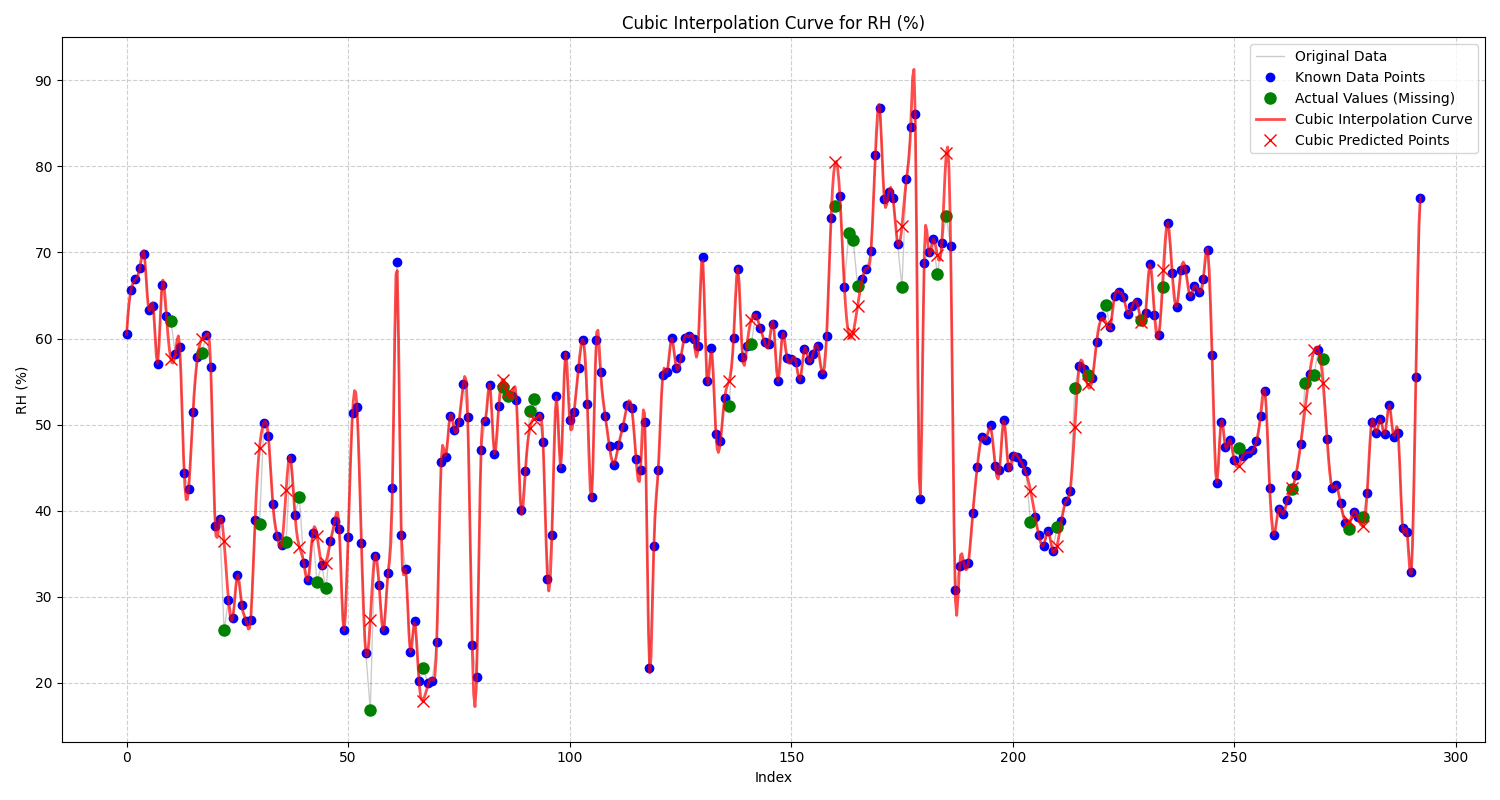 Cubic Interpolation Curve for RH (%)
Original Data
Known Data Points
Actual Values (Missing)
Cubic Interpolation Curve
Cubic Predicted Points
RH (%)
90
80
70
60
50
40
30
20
0
50
100
150
200
250
300
Index